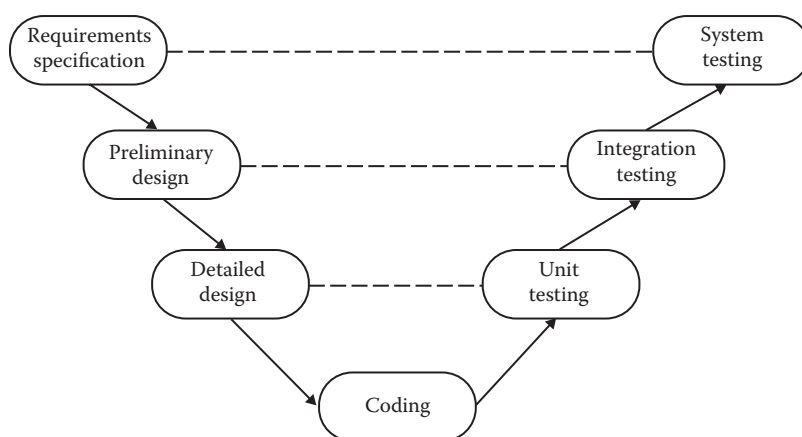 Requirements
specification
System
testing
Preliminary
design
Integration
testing
Detailed
design
Unit
testing
Coding